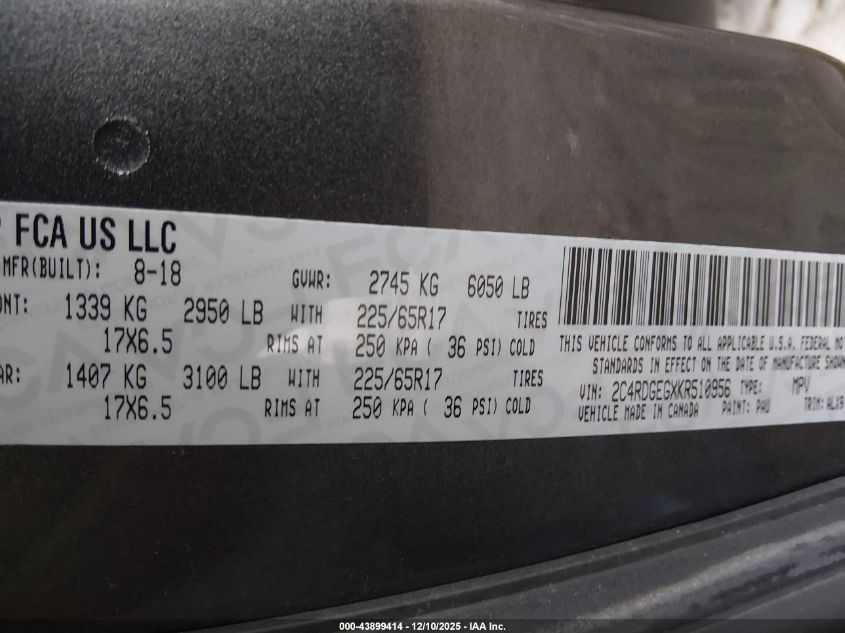 FCA US LLC
MFR(BUILT): 8-18 GVWR: 2745 KG 6050 LB
1339 KG 2950 LB WITH 225/65R17 TIRES
17X6.5 RIMS AT 250 KPA ( 36 PSI) COLD
1407 KG 3100 LB WITH 225/65R17 TIRES
17X6.5 RIMS AT 250 KPA ( 36 PSI) COLD
THIS VEHICLE CONFORMS TO ALL APPLICABLE U.S.A. FEDERAL
STANDARDS IN EFFECT ON THE DATE OF MANUFACTURE
VIN: 2C4RDGEGXKR510956 TYPE: MPV
VEHICLE MADE IN CANADA PAINT: PAU TRIM:
000-43899414 - 12/10/2025 - IAA Inc.